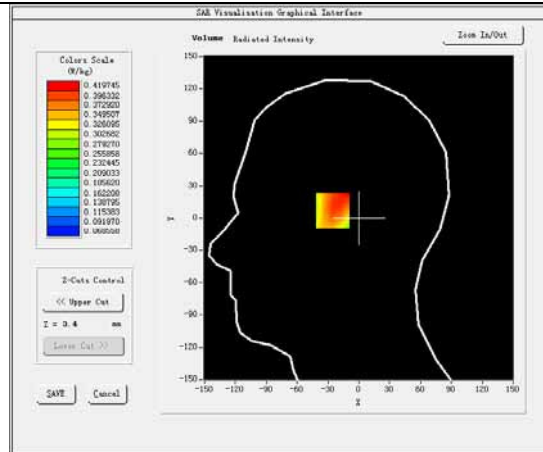 SAR Visualisation Graphical Interface
Volume Radiated Intensity
Zoom In/Out
Colors Scale
(W/kg)
0.419745
0.396332
0.372920
0.349507
0.326095
0.302682
0.279270
0.255858
0.232445
0.209033
0.185620
0.162208
0.138795
0.115383
0.091970
0.068558
Z-Cuts Control
<< Upper Cut
Z = 3.4 mm
Lower Cut >>
SAVE
Cancel
150
120
90
60
30
0
-30
-60
-90
-120
-150
Y
-150 -120 -90 -60 -30 0 30 60 90 120 150
X